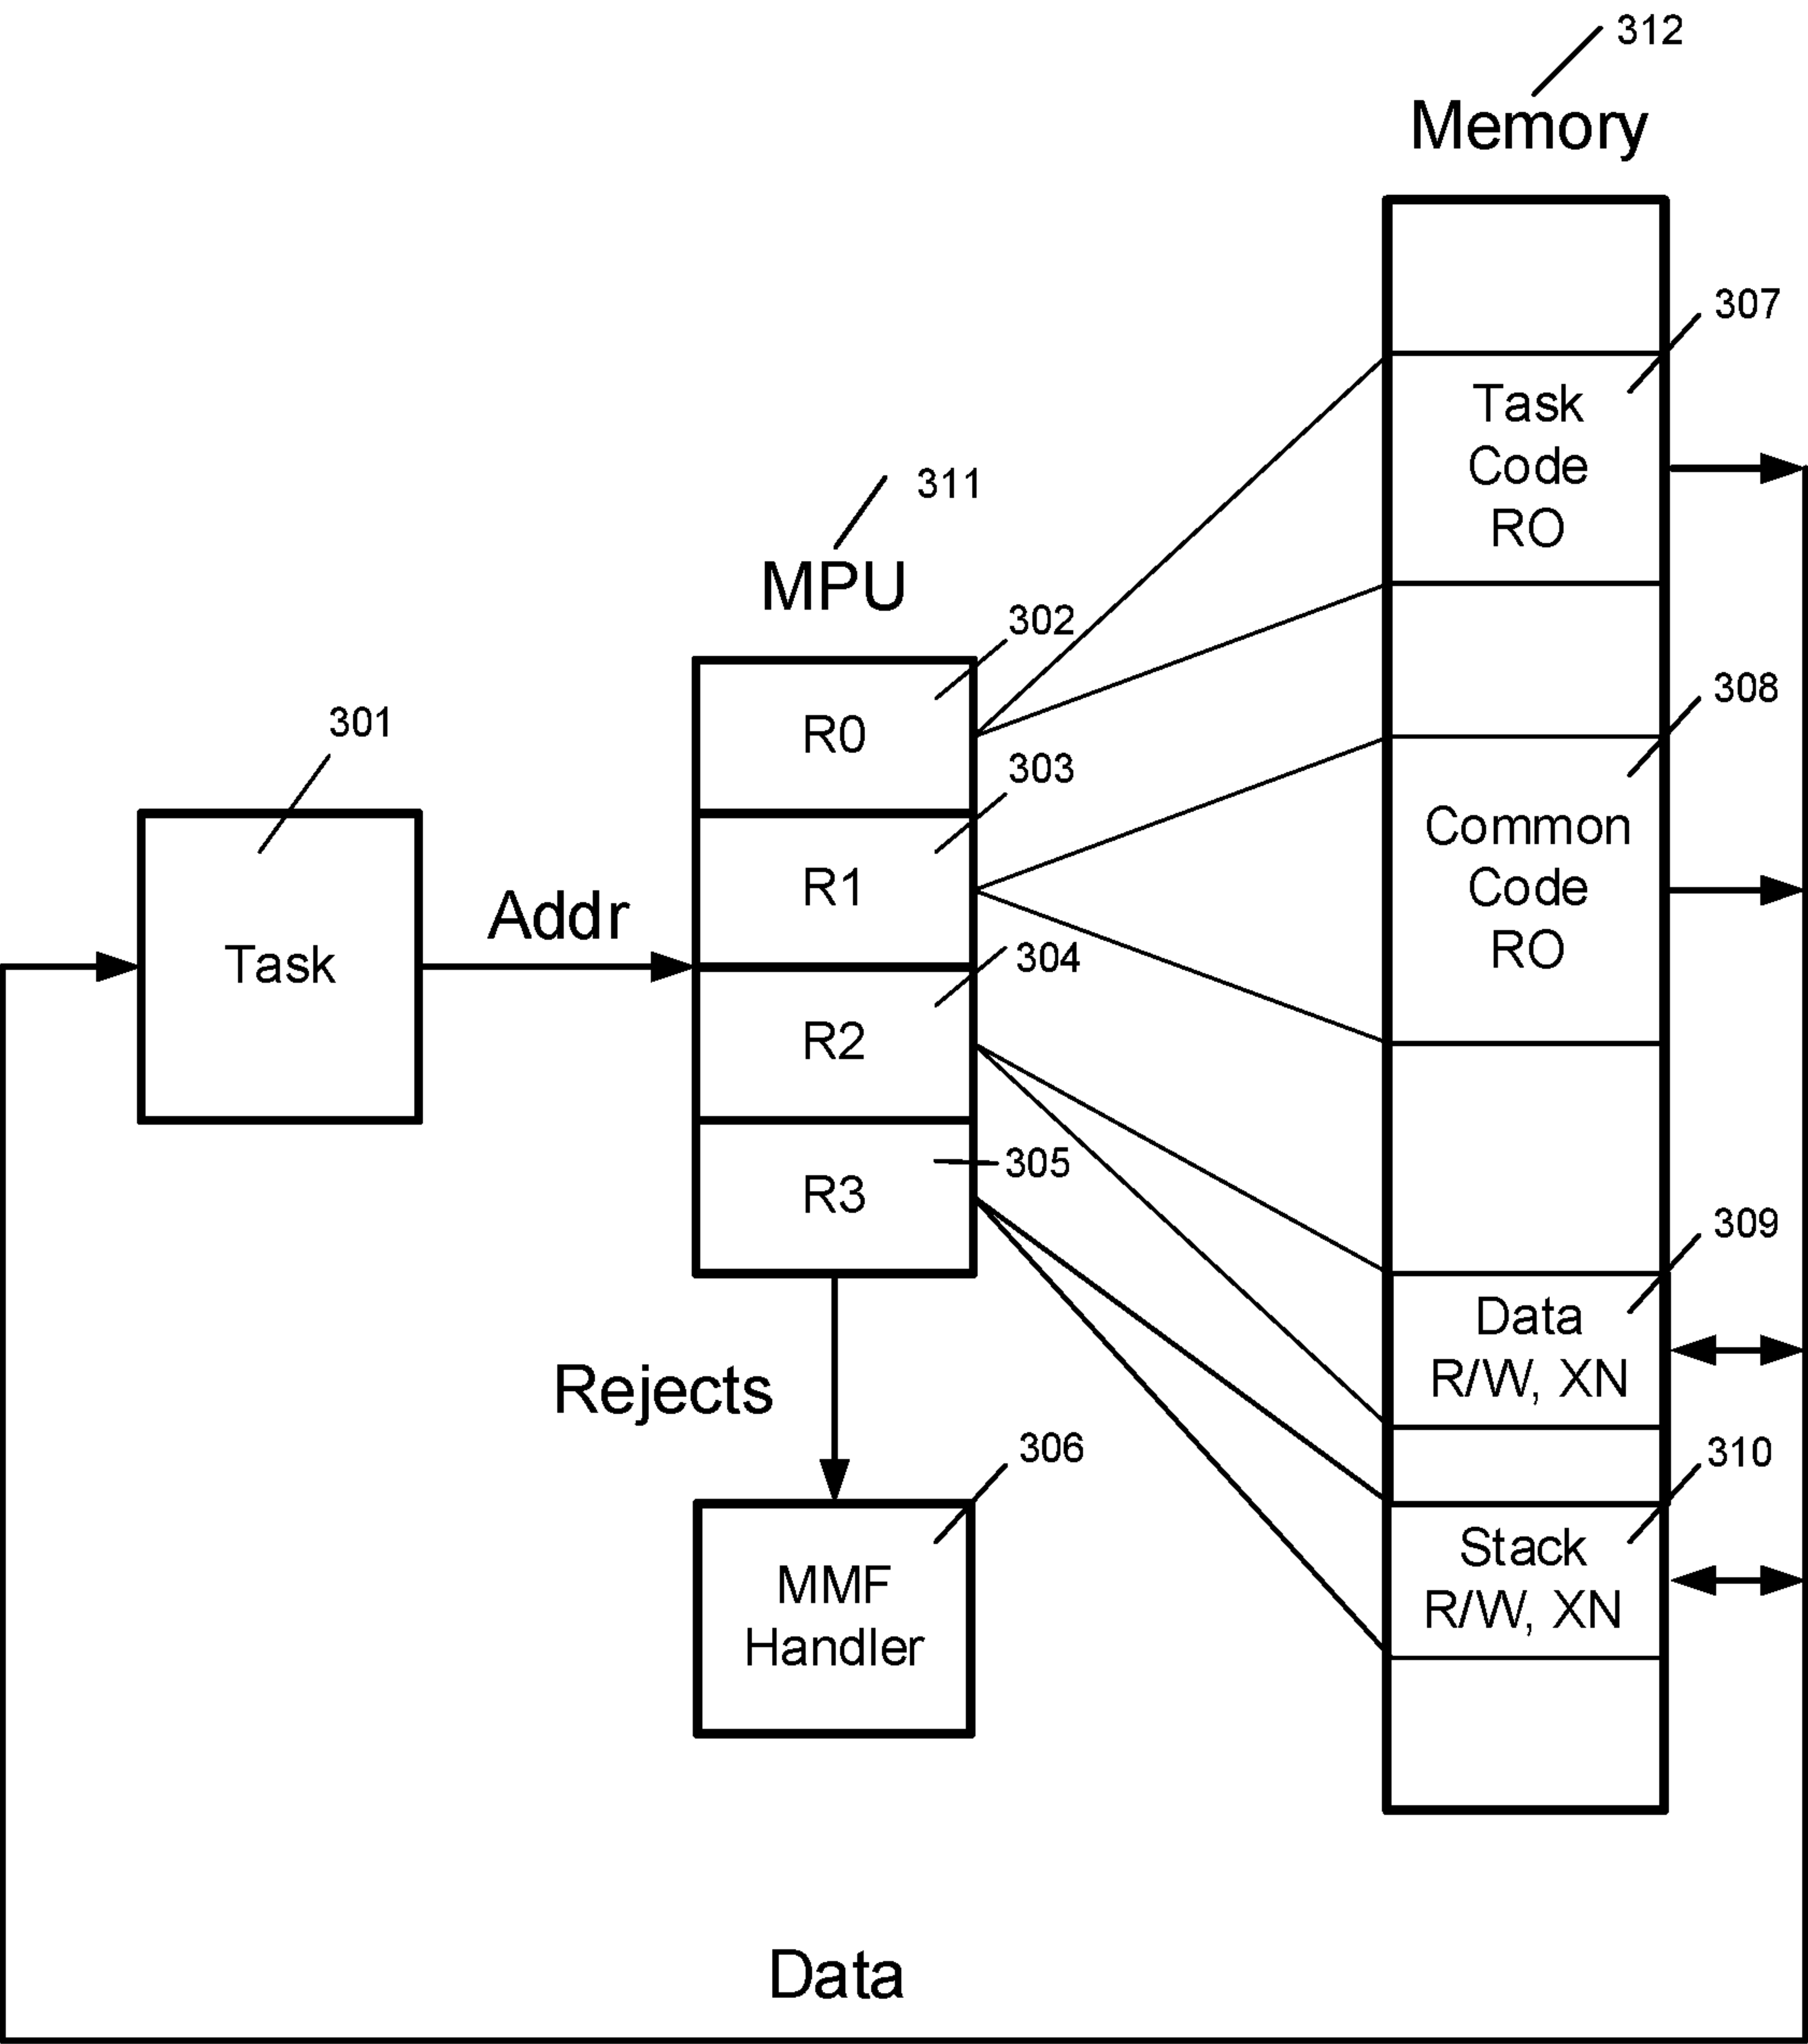 312
Memory
307
Task
Code
RO
311
MPU
302
R0
308
301
303
Common
Code
RO
R1
Addr
Task
304
R2
305
R3
309
Data
R/W, XN
Rejects
306
310
Stack
R/W, XN
MMF
Handler
Data